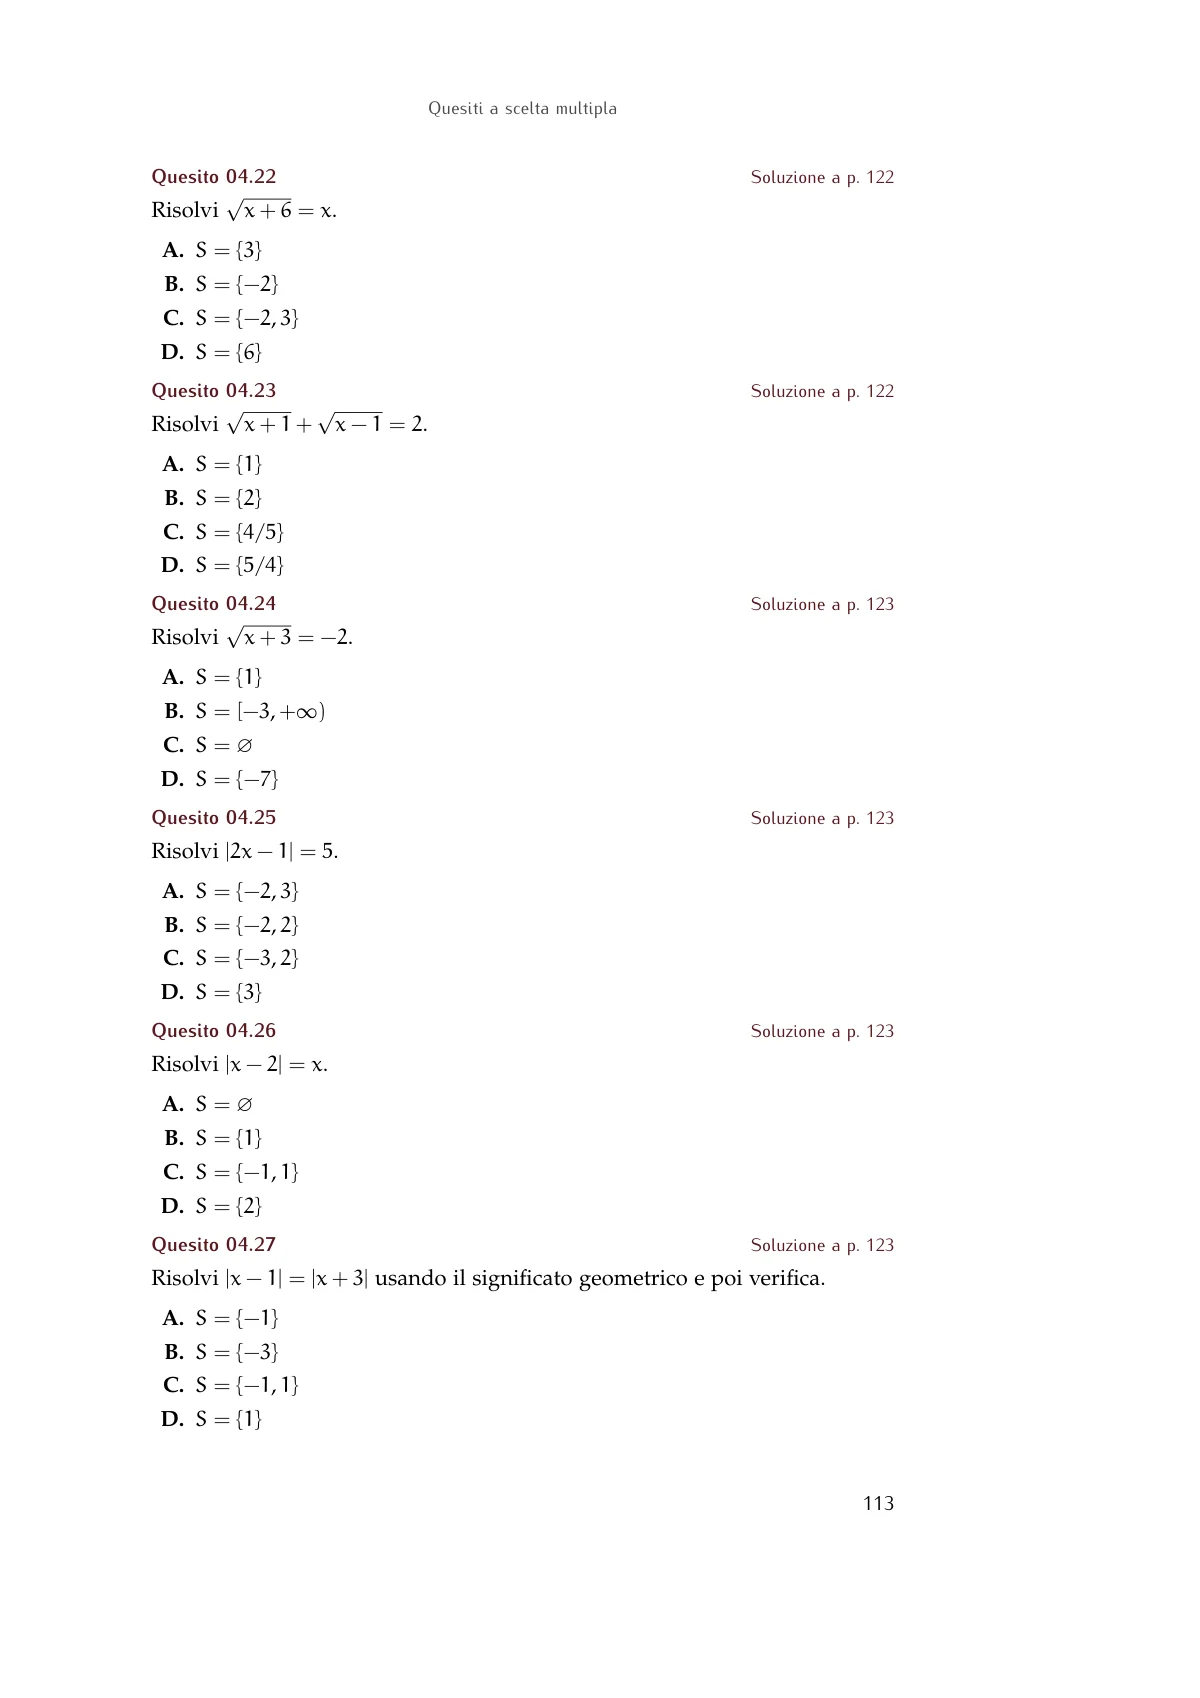 Quesiti a scelta multipla
Quesito 04.22 Soluzione a p. 122
Risolvi √(x + 6) = x.
A. S = {3}
B. S = {−2}
C. S = {−2, 3}
D. S = {6}
Quesito 04.23 Soluzione a p. 122
Risolvi √(x + 1) + √(x − 1) = 2.
A. S = {1}
B. S = {2}
C. S = {4/5}
D. S = {5/4}
Quesito 04.24 Soluzione a p. 123
Risolvi √(x + 3) = −2.
A. S = {1}
B. S = [−3, +∞)
C. S = ∅
D. S = {−7}
Quesito 04.25 Soluzione a p. 123
Risolvi |2x − 1| = 5.
A. S = {−2, 3}
B. S = {−2, 2}
C. S = {−3, 2}
D. S = {3}
Quesito 04.26 Soluzione a p. 123
Risolvi |x − 2| = x.
A. S = ∅
B. S = {1}
C. S = {−1, 1}
D. S = {2}
Quesito 04.27 Soluzione a p. 123
Risolvi |x − 1| = |x + 3| usando il significato geometrico e poi verifica.
A. S = {−1}
B. S = {−3}
C. S = {−1, 1}
D. S = {1}
113